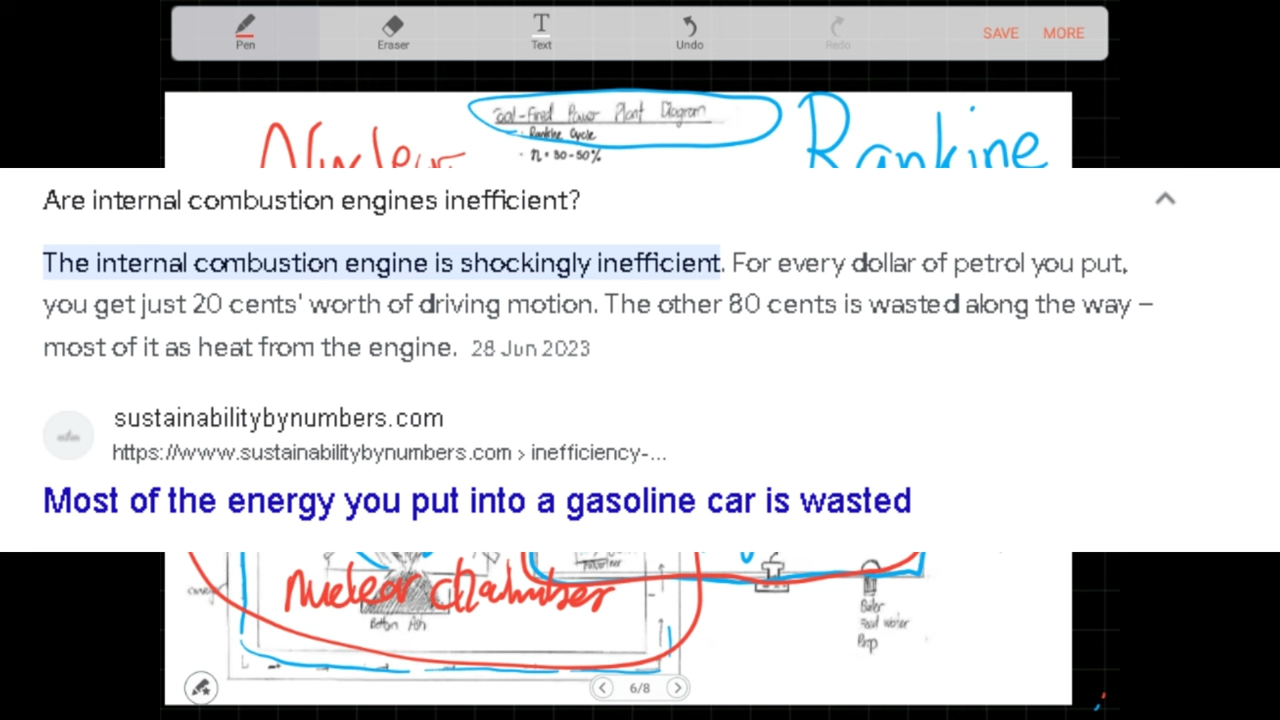 Pen
Eraser
T
Text
Undo
Redo
SAVE MORE
Coal-Fired Power Plant Diagram
· Rankine Cycle
· η = 30-50%
Nuclear
Rankine
Are internal combustion engines inefficient?
The internal combustion engine is shockingly inefficient. For every dollar of petrol you put,
you get just 20 cents' worth of driving motion. The other 80 cents is wasted along the way –
most of it as heat from the engine. 28 Jun 2023
sustainabilitybynumbers.com
https://www.sustainabilitybynumbers.com › inefficiency-...
Most of the energy you put into a gasoline car is wasted
Nuclear Chamber
Bottom Ash
Boiler
Feed water
Pump
6/8